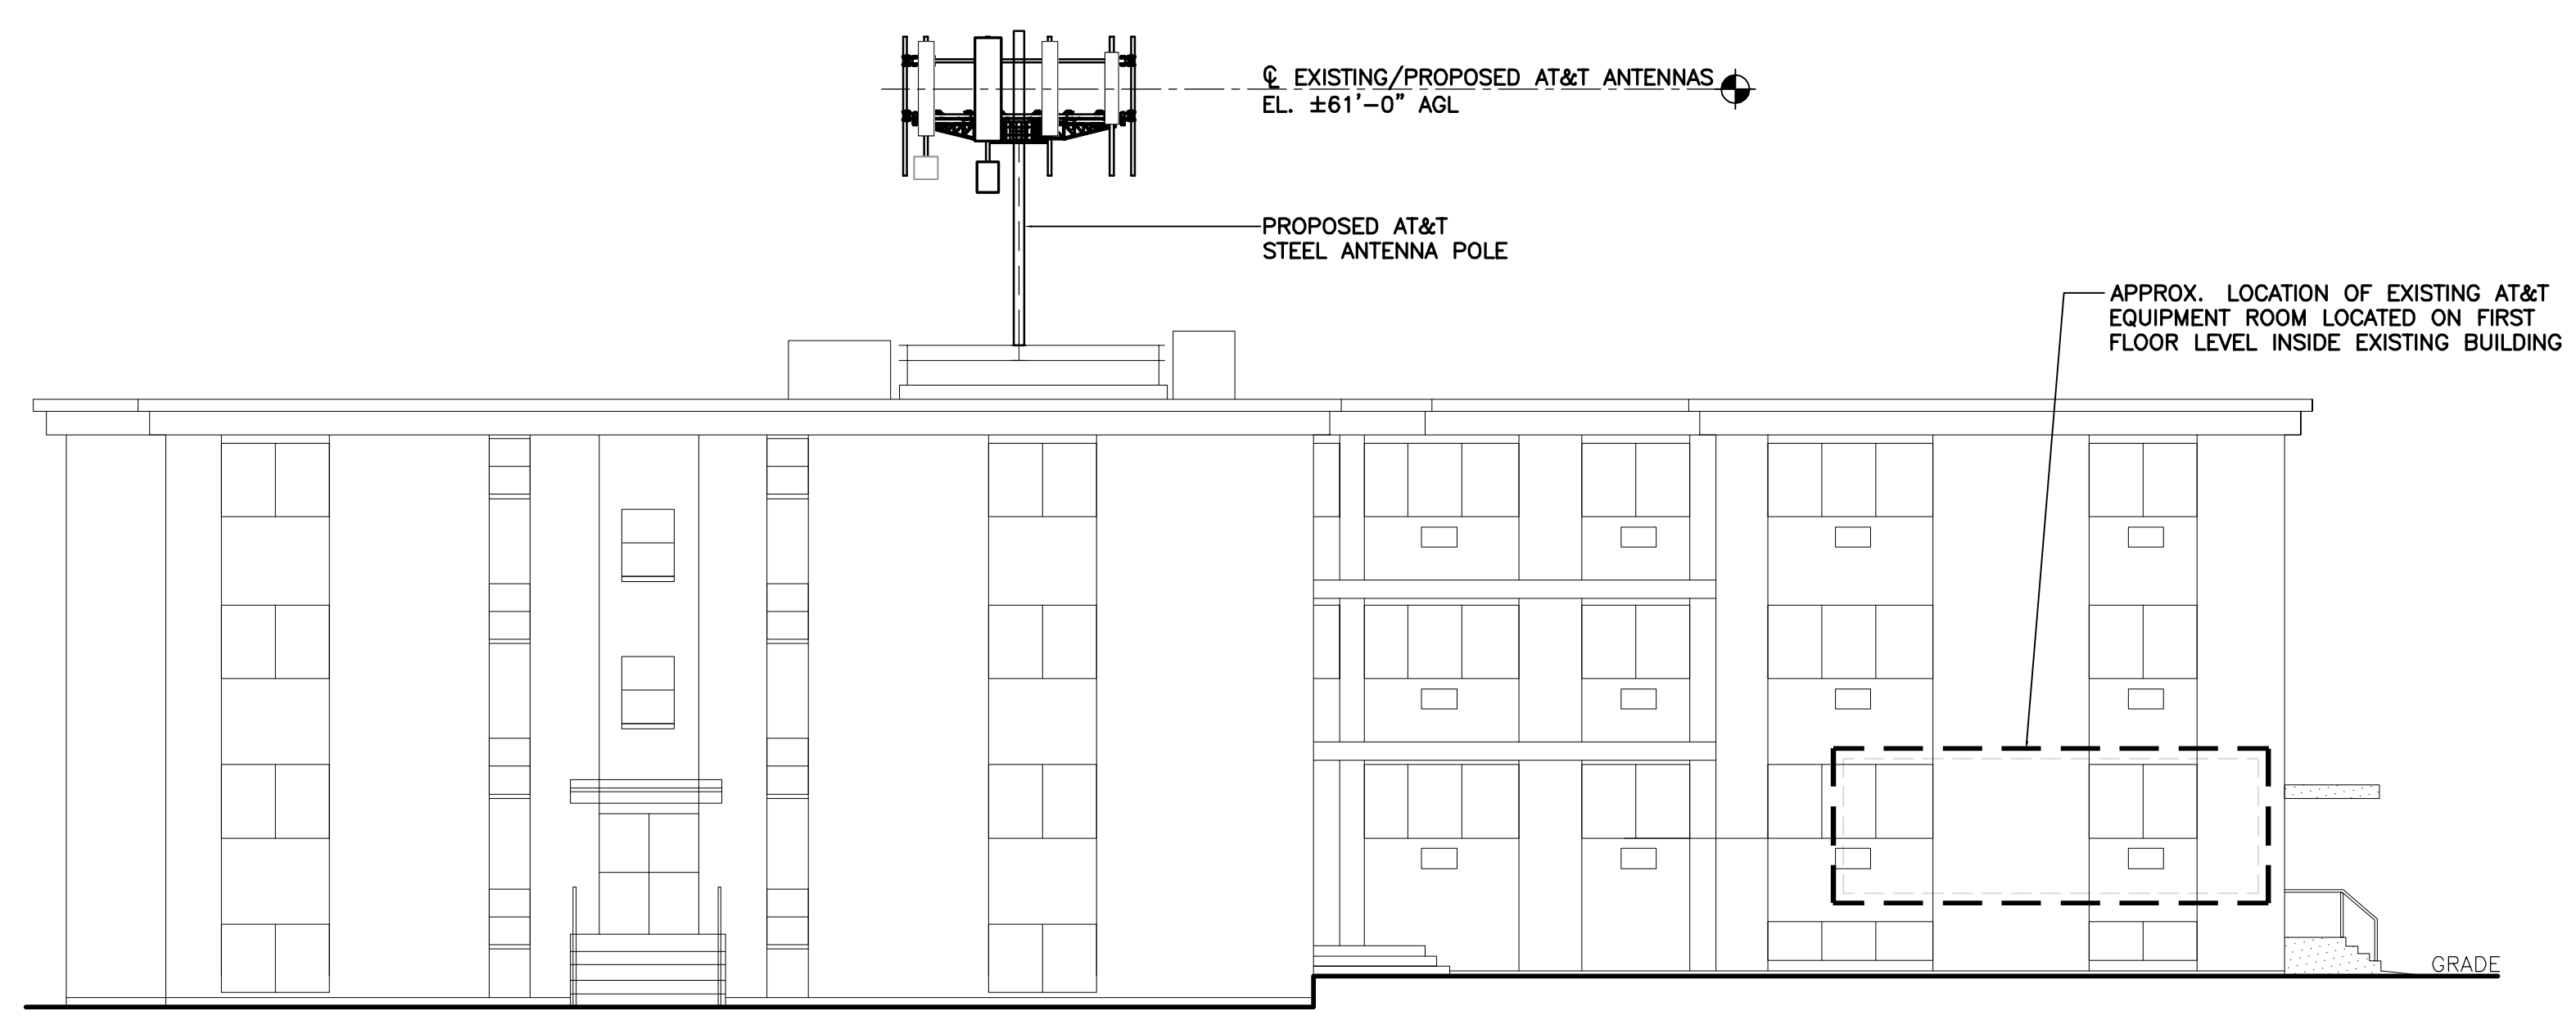 ℄ EXISTING/PROPOSED AT&T ANTENNAS
EL. ±61'-0" AGL
PROPOSED AT&T
STEEL ANTENNA POLE
APPROX. LOCATION OF EXISTING AT&T
EQUIPMENT ROOM LOCATED ON FIRST
FLOOR LEVEL INSIDE EXISTING BUILDING
GRADE